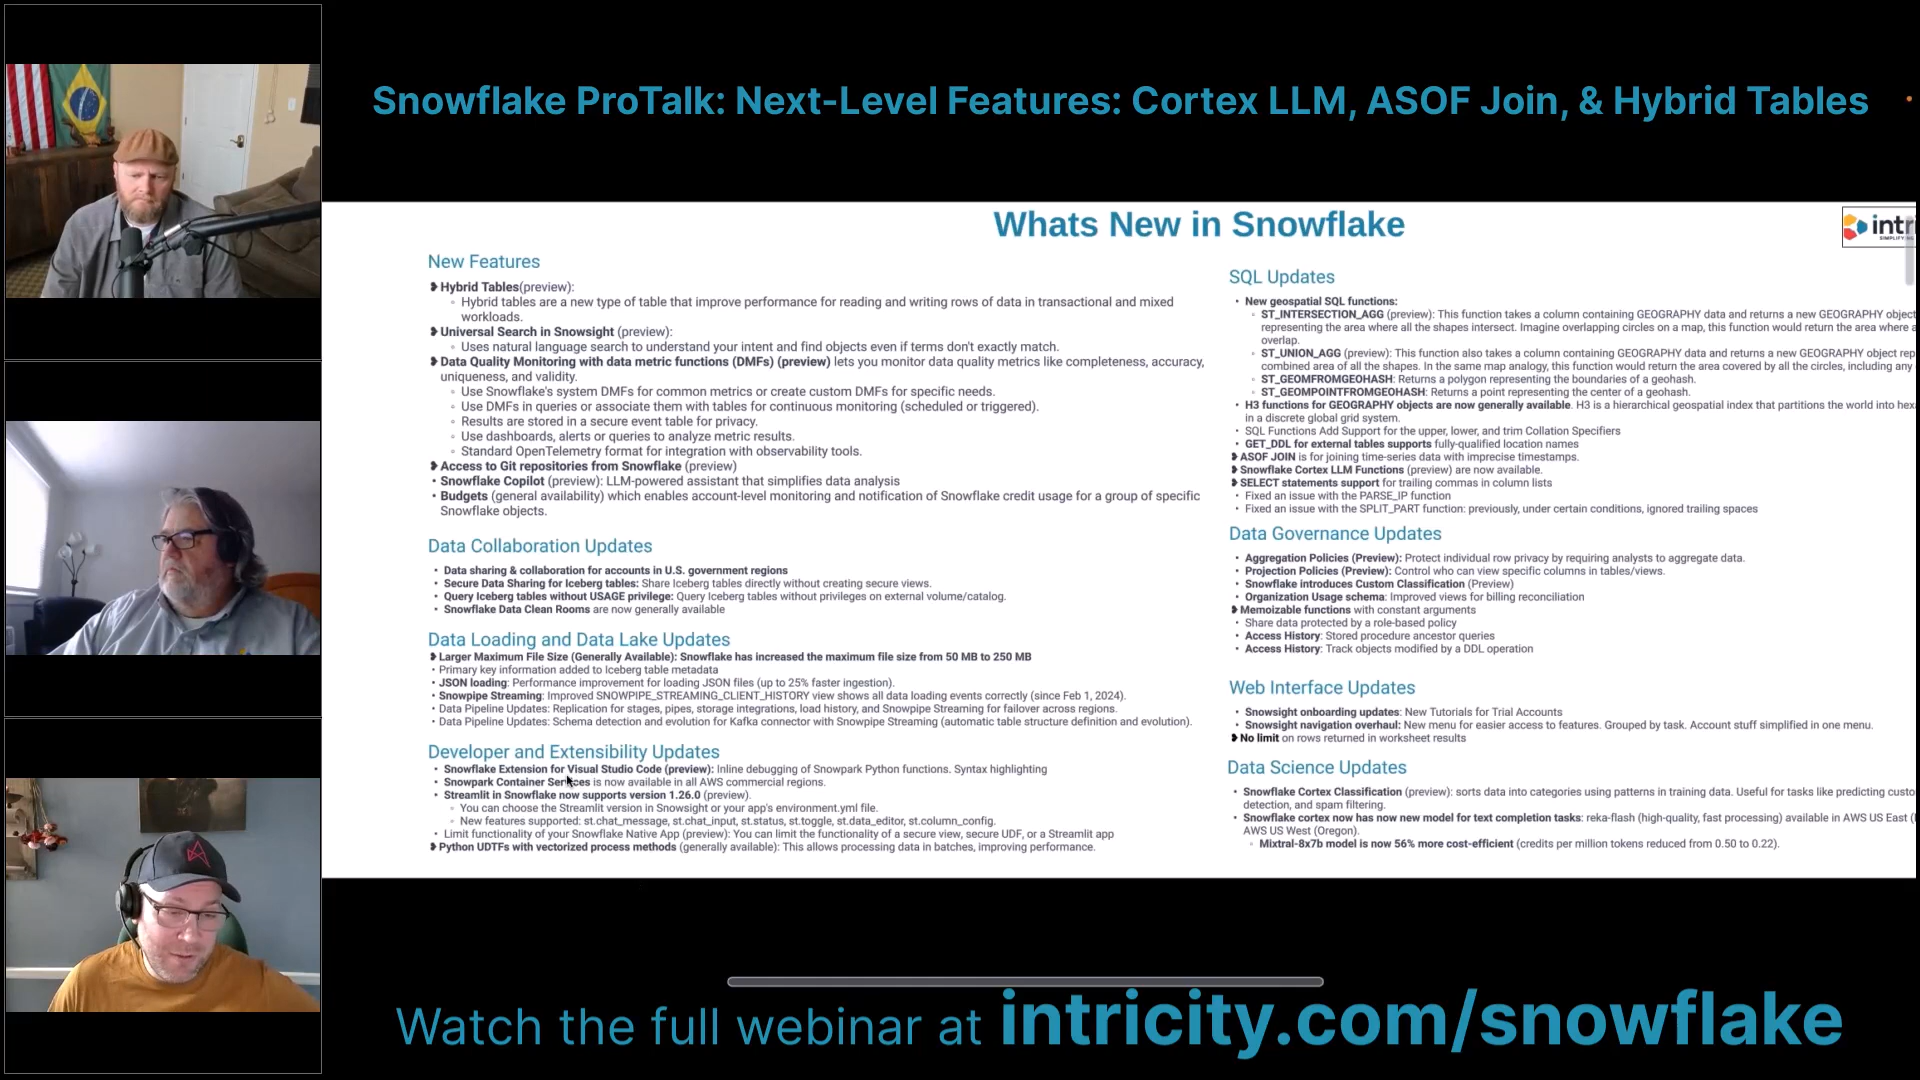 Snowflake ProTalk: Next-Level Features: Cortex LLM, ASOF Join, & Hybrid Tables
Whats New in Snowflake
intri
SIMPLIFY
New Features
❥ Hybrid Tables(preview):
◦ Hybrid tables are a new type of table that improve performance for reading and writing rows of data in transactional and mixed
workloads.
❥ Universal Search in Snowsight (preview):
◦ Uses natural language search to understand your intent and find objects even if terms don't exactly match.
❥ Data Quality Monitoring with data metric functions (DMFs) (preview) lets you monitor data quality metrics like completeness, accuracy,
uniqueness, and validity.
◦ Use Snowflake's system DMFs for common metrics or create custom DMFs for specific needs.
◦ Use DMFs in queries or associate them with tables for continuous monitoring (scheduled or triggered).
◦ Results are stored in a secure event table for privacy.
◦ Use dashboards, alerts or queries to analyze metric results.
◦ Standard OpenTelemetry format for integration with observability tools.
❥ Access to Git repositories from Snowflake (preview)
• Snowflake Copilot (preview): LLM-powered assistant that simplifies data analysis
• Budgets (general availability) which enables account-level monitoring and notification of Snowflake credit usage for a group of specific
Snowflake objects.
Data Collaboration Updates
• Data sharing & collaboration for accounts in U.S. government regions
• Secure Data Sharing for Iceberg tables: Share Iceberg tables directly without creating secure views.
• Query Iceberg tables without USAGE privilege: Query Iceberg tables without privileges on external volume/catalog.
• Snowflake Data Clean Rooms are now generally available
Data Loading and Data Lake Updates
❥ Larger Maximum File Size (Generally Available): Snowflake has increased the maximum file size from 50 MB to 250 MB
• Primary key information added to Iceberg table metadata
• JSON loading: Performance improvement for loading JSON files (up to 25% faster ingestion).
• Snowpipe Streaming: Improved SNOWPIPE_STREAMING_CLIENT_HISTORY view shows all data loading events correctly (since Feb 1, 2024).
• Data Pipeline Updates: Replication for stages, pipes, storage integrations, load history, and Snowpipe Streaming for failover across regions.
• Data Pipeline Updates: Schema detection and evolution for Kafka connector with Snowpipe Streaming (automatic table structure definition and evolution).
Developer and Extensibility Updates
• Snowflake Extension for Visual Studio Code (preview): Inline debugging of Snowpark Python functions. Syntax highlighting
• Snowpark Container Services is now available in all AWS commercial regions.
• Streamlit in Snowflake now supports version 1.26.0 (preview).
◦ You can choose the Streamlit version in Snowsight or your app's environment.yml file.
◦ New features supported: st.chat_message, st.chat_input, st.status, st.toggle, st.data_editor, st.column_config.
• Limit functionality of your Snowflake Native App (preview): You can limit the functionality of a secure view, secure UDF, or a Streamlit app
❥ Python UDTFs with vectorized process methods (generally available): This allows processing data in batches, improving performance.
SQL Updates
• New geospatial SQL functions:
◦ ST_INTERSECTION_AGG (preview): This function takes a column containing GEOGRAPHY data and returns a new GEOGRAPHY object
representing the area where all the shapes intersect. Imagine overlapping circles on a map, this function would return the area where a
overlap.
◦ ST_UNION_AGG (preview): This function also takes a column containing GEOGRAPHY data and returns a new GEOGRAPHY object rep
combined area of all the shapes. In the same map analogy, this function would return the area covered by all the circles, including any
◦ ST_GEOMFROMGEOHASH: Returns a polygon representing the boundaries of a geohash.
◦ ST_GEOMPOINTFROMGEOHASH: Returns a point representing the center of a geohash.
• H3 functions for GEOGRAPHY objects are now generally available. H3 is a hierarchical geospatial index that partitions the world into hexa
in a discrete global grid system.
• SQL Functions Add Support for the upper, lower, and trim Collation Specifiers
• GET_DDL for external tables supports fully-qualified location names
❥ ASOF JOIN is for joining time-series data with imprecise timestamps.
❥ Snowflake Cortex LLM Functions (preview) are now available.
❥ SELECT statements support for trailing commas in column lists
• Fixed an issue with the PARSE_IP function
• Fixed an issue with the SPLIT_PART function: previously, under certain conditions, ignored trailing spaces
Data Governance Updates
• Aggregation Policies (Preview): Protect individual row privacy by requiring analysts to aggregate data.
• Projection Policies (Preview): Control who can view specific columns in tables/views.
• Snowflake introduces Custom Classification (Preview)
• Organization Usage schema: Improved views for billing reconciliation
❥ Memoizable functions with constant arguments
• Share data protected by a role-based policy
• Access History: Stored procedure ancestor queries
• Access History: Track objects modified by a DDL operation
Web Interface Updates
• Snowsight onboarding updates: New Tutorials for Trial Accounts
• Snowsight navigation overhaul: New menu for easier access to features. Grouped by task. Account stuff simplified in one menu.
❥ No limit on rows returned in worksheet results
Data Science Updates
• Snowflake Cortex Classification (preview): sorts data into categories using patterns in training data. Useful for tasks like predicting custo
detection, and spam filtering.
• Snowflake cortex now has now new model for text completion tasks: reka-flash (high-quality, fast processing) available in AWS US East (
AWS US West (Oregon).
◦ Mixtral-8x7b model is now 56% more cost-efficient (credits per million tokens reduced from 0.50 to 0.22).
Watch the full webinar at intricity.com/snowflake